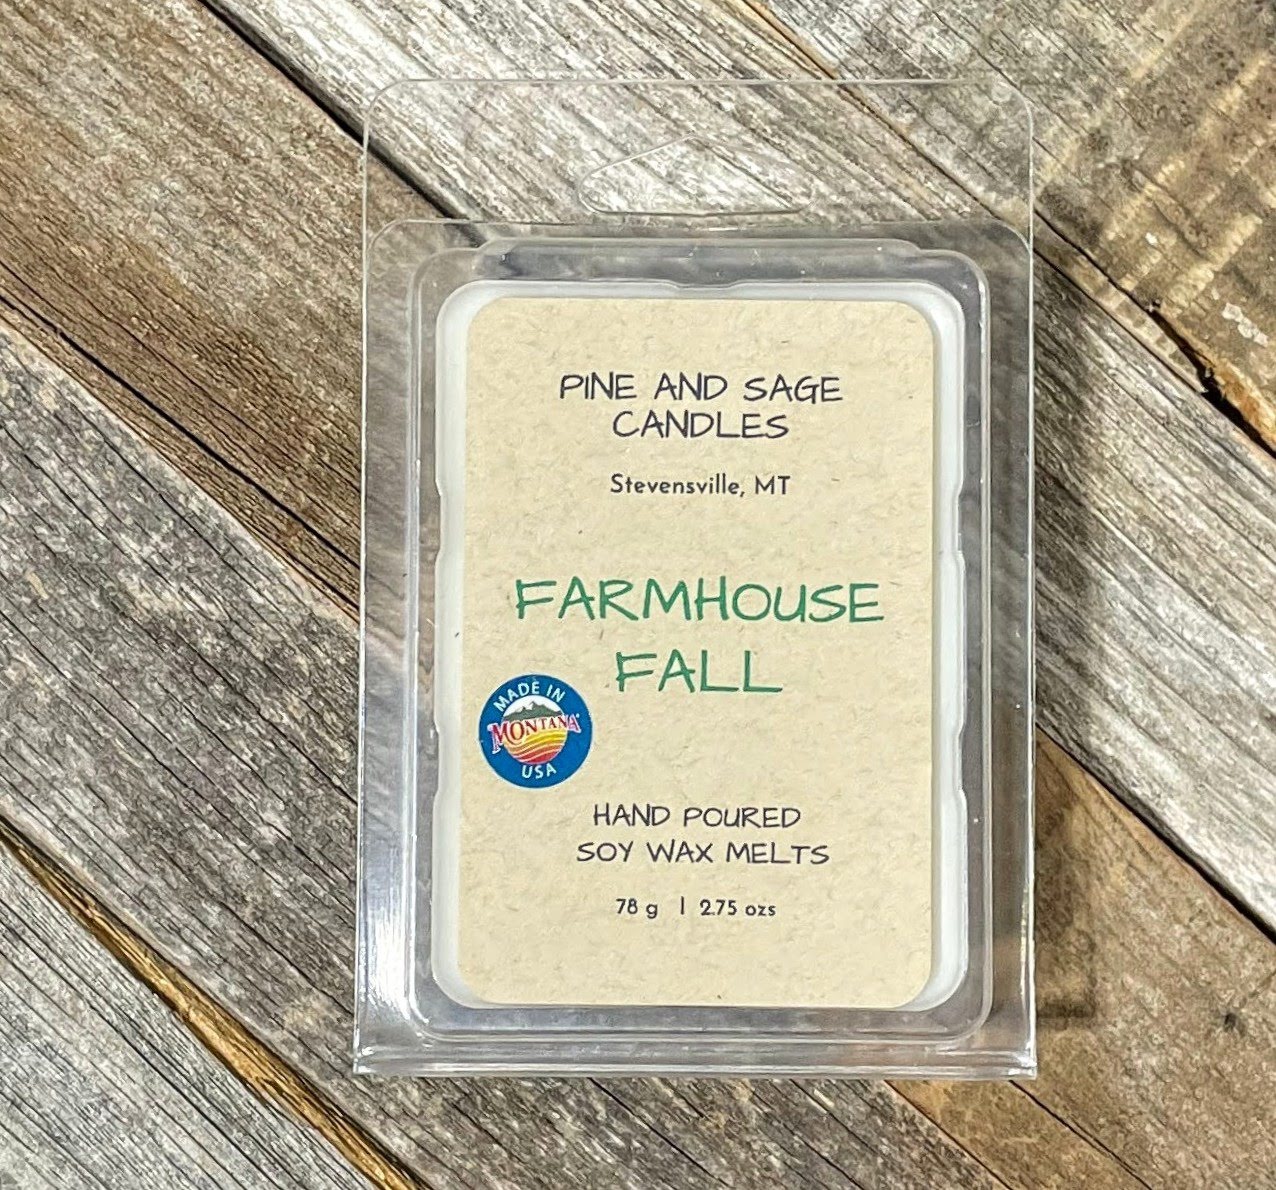 PINE AND SAGE
CANDLES
Stevensville, MT
FARMHOUSE
FALL
MADE IN
MONTANA
USA
HAND POURED
SOY WAX MELTS
78 g | 2.75 ozs